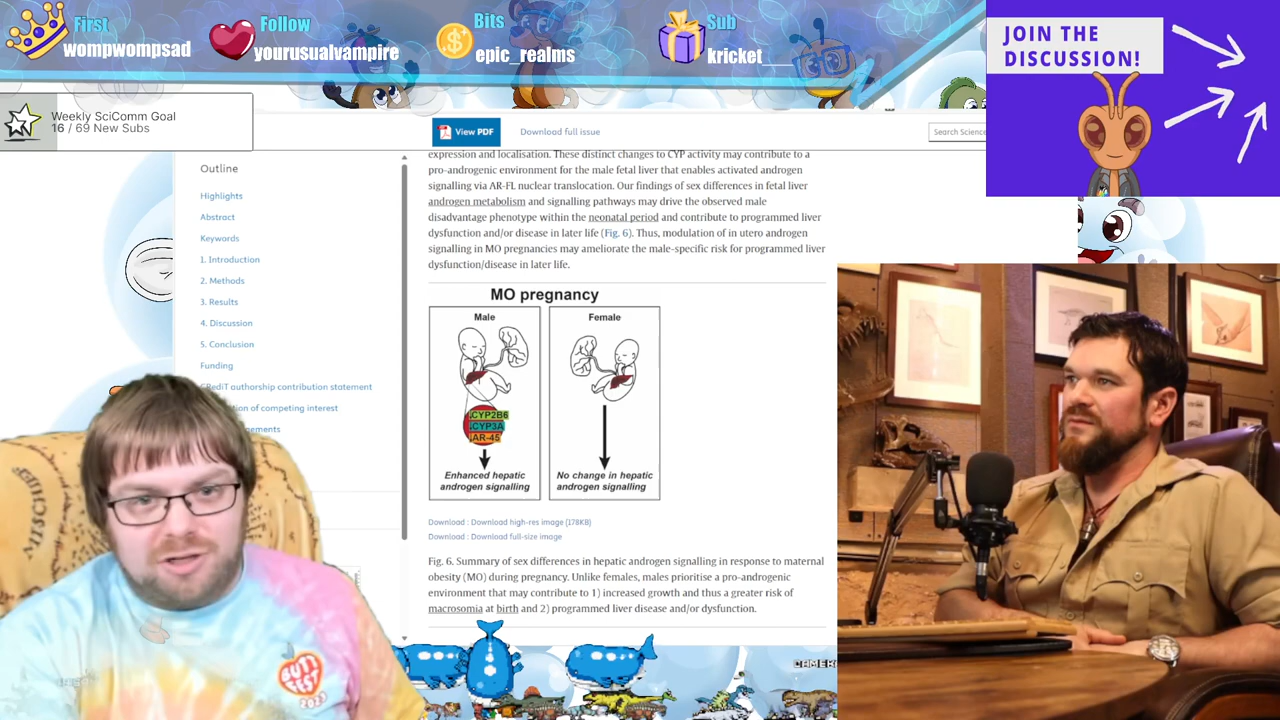 First
wompwompsad
Follow
yourusualvampire
Bits
epic_realms
Sub
kricket____
JOIN THE
DISCUSSION!
Weekly SciComm Goal
16 / 69 New Subs
View PDF
Download full issue
Search Science
Outline
Highlights
Abstract
Keywords
1. Introduction
2. Methods
3. Results
4. Discussion
5. Conclusion
Funding
CRediT authorship contribution statement
tion of competing interest
gements
expression and localisation. These distinct changes to CYP activity may contribute to a
pro-androgenic environment for the male fetal liver that enables activated androgen
signalling via AR-FL nuclear translocation. Our findings of sex differences in fetal liver
androgen metabolism and signalling pathways may drive the observed male
disadvantage phenotype within the neonatal period and contribute to programmed liver
dysfunction and/or disease in later life (Fig. 6). Thus, modulation of in utero androgen
signalling in MO pregnancies may ameliorate the male-specific risk for programmed liver
dysfunction/disease in later life.
MO pregnancy
Male
Female
↓CYP2B6
↓CYP3A
↓AR-45
Enhanced hepatic
androgen signalling
No change in hepatic
androgen signalling
Download : Download high-res image (178KB)
Download : Download full-size image
Fig. 6. Summary of sex differences in hepatic androgen signalling in response to maternal
obesity (MO) during pregnancy. Unlike females, males prioritise a pro-androgenic
environment that may contribute to 1) increased growth and thus a greater risk of
macrosomia at birth and 2) programmed liver disease and/or dysfunction.
BUTT
FEST
2023